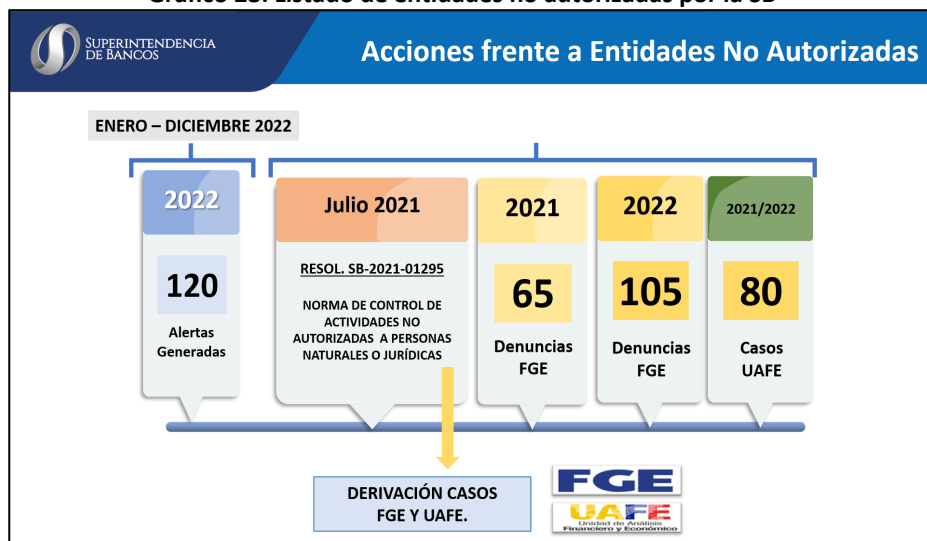 SUPERINTENDENCIA
DE BANCOS
Acciones frente a Entidades No Autorizadas
ENERO – DICIEMBRE 2022
2022
120
Alertas
Generadas
Julio 2021
RESOL. SB-2021-01295
NORMA DE CONTROL DE
ACTIVIDADES NO
AUTORIZADAS A PERSONAS
NATURALES O JURÍDICAS
2021
65
Denuncias
FGE
2022
105
Denuncias
FGE
2021/2022
80
Casos
UAFE
DERIVACIÓN CASOS
FGE Y UAFE.
FGE
UAFE
Unidad de Análisis
Financiero y Económico